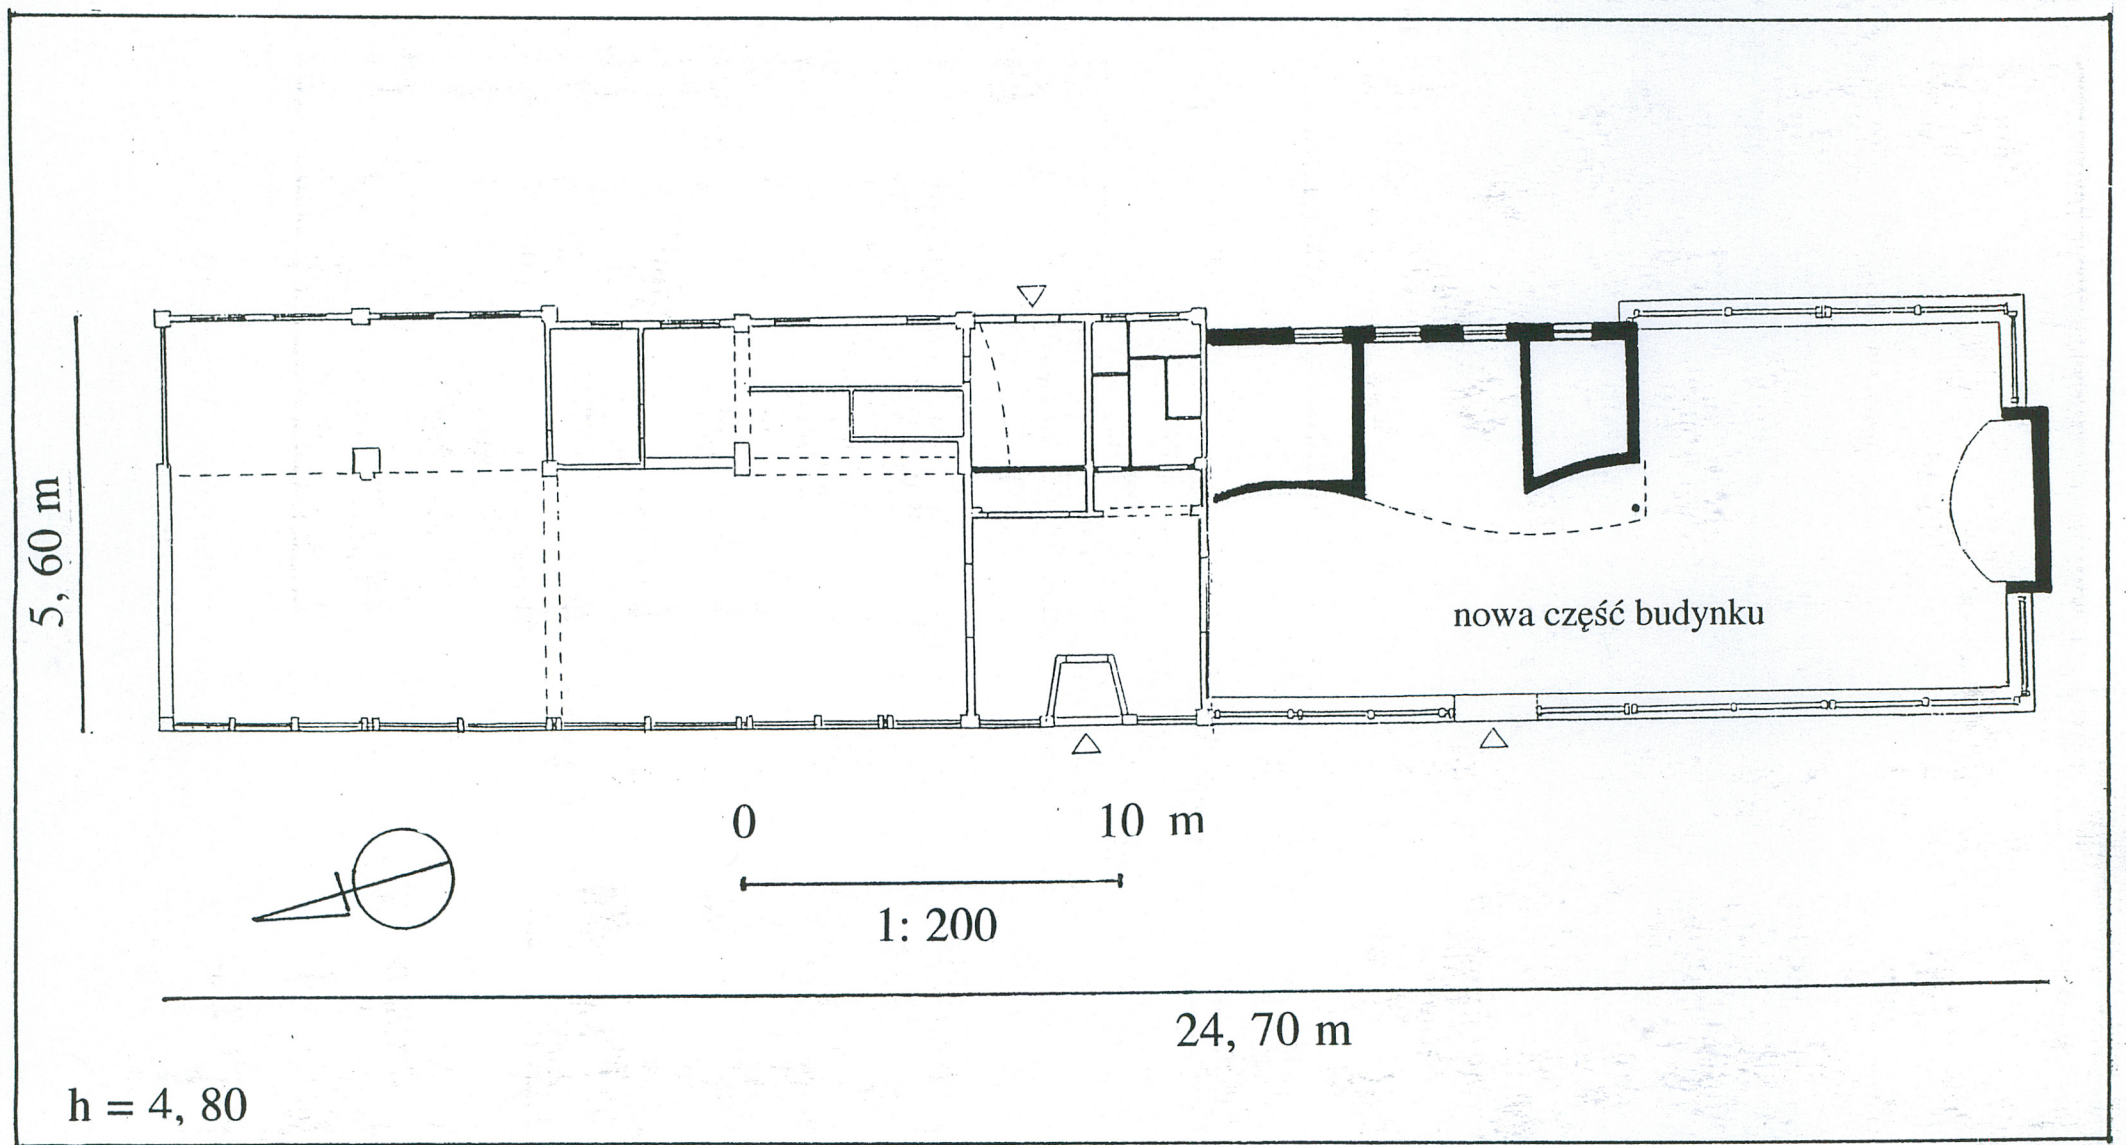 5, 60 m
nowa część budynku
0 10 m
1: 200
24, 70 m
h = 4, 80